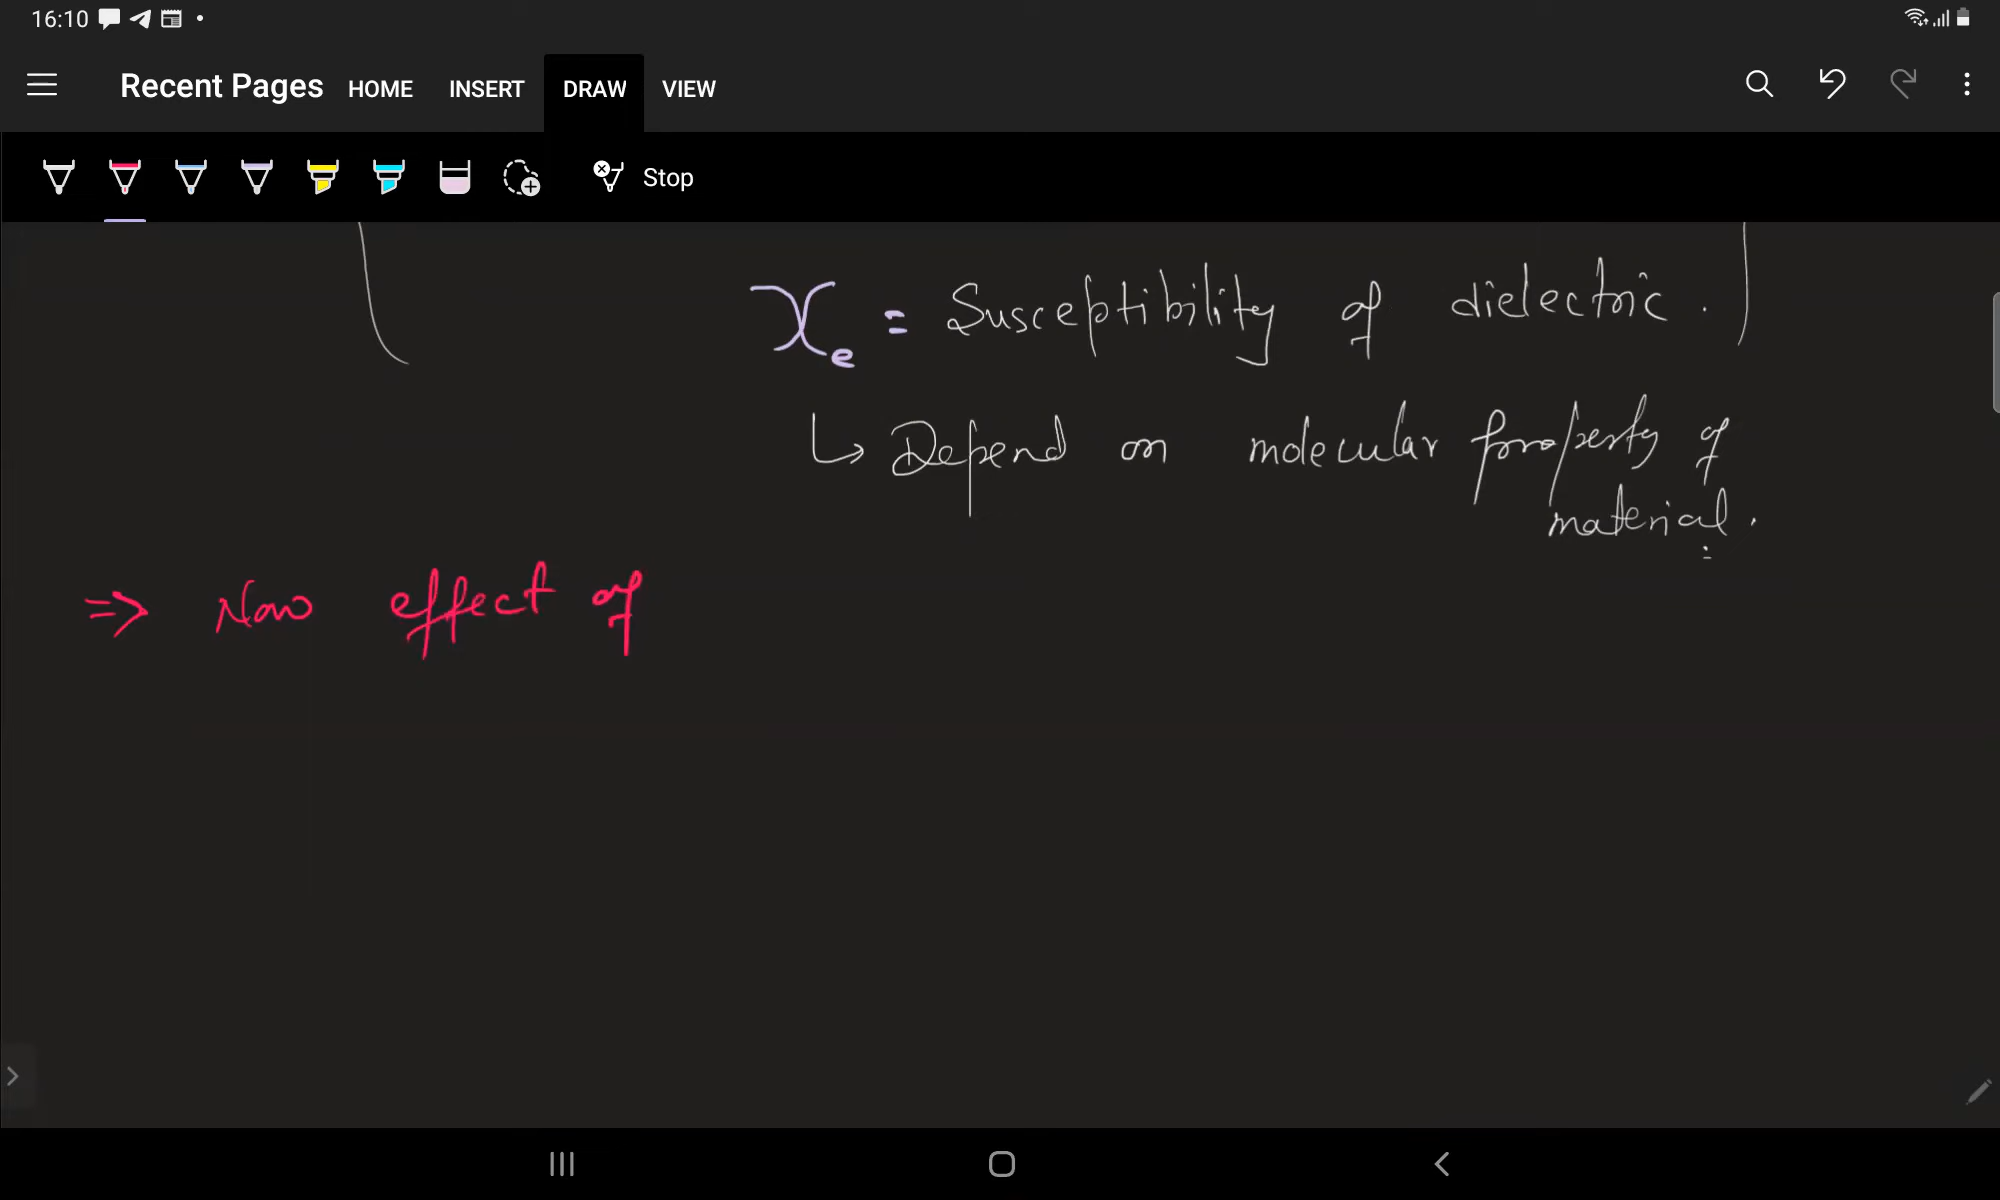 16:10
Recent Pages HOME INSERT DRAW VIEW
Stop
χe = Susceptibility of dielectric.
↳ Depend on molecular property of
material.
⇒ Now effect of